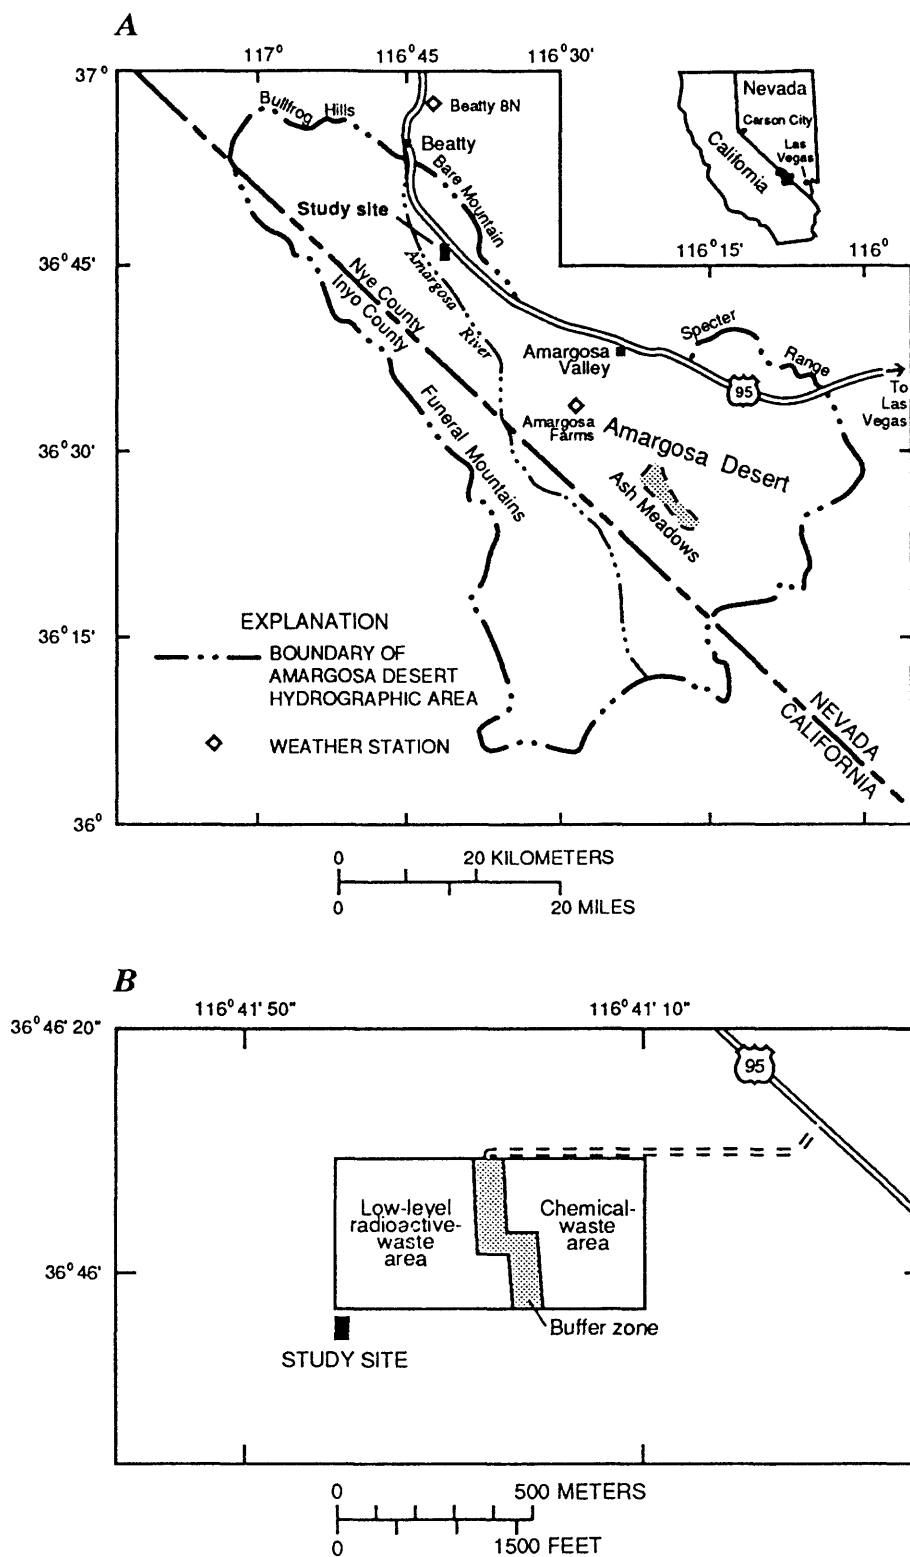 A
117°
116° 45
116° 30'
37°
Bullfrog Hills
Beatty 8N
Beatty
Bare Mountain
Nevada
Carson City
Las
Vegas
California
Study site
116° 15'
116°
36° 45'
Amargosa River
Nye County
Inyo County
Specter Range
Amargosa
Valley
95
To
Las
Vegas
Amargosa
Farms
Amargosa Desert
36° 30'
Funeral Mountains
Ash Meadows
EXPLANATION
36° 15'
BOUNDARY OF
AMARGOSA DESERT
HYDROGRAPHIC AREA
WEATHER STATION
NEVADA
CALIFORNIA
36°
0 20 KILOMETERS
0 20 MILES
B
116° 41' 50"
116° 41' 10"
36° 46' 20"
95
Low-level
radioactive-
waste
area
Chemical-
waste
area
36° 46'
Buffer zone
STUDY SITE
0 500 METERS
0 1500 FEET